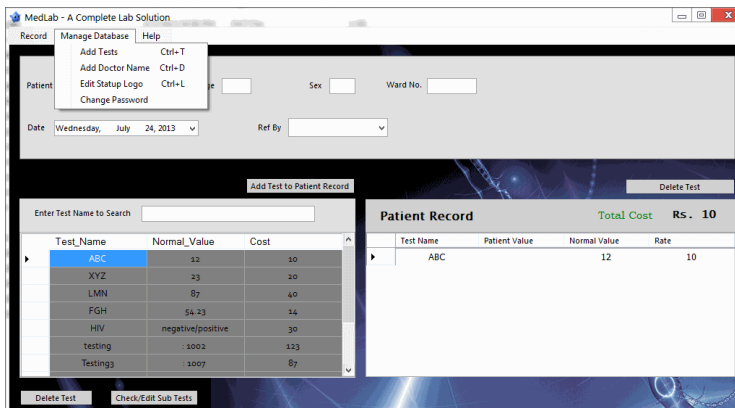 MedLab - A Complete Lab Solution
Record Manage Database Help
Add Tests Ctrl+T
Add Doctor Name Ctrl+D
Edit Statup Logo Ctrl+L
Change Password
Patient Sex Ward No.
Date Wednesday, July 24, 2013 Ref By
Add Test to Patient Record Delete Test
Enter Test Name to Search
Patient Record Total Cost Rs. 10
Test_Name Normal_Value Cost
ABC 12 10
XYZ 23 20
LMN 87 40
FGH 54.23 14
HIV negative/positive 30
testing : 1002 123
Testing3 : 1007 87
Test Name Patient Value Normal Value Rate
ABC 12 10
Delete Test Check/Edit Sub Tests